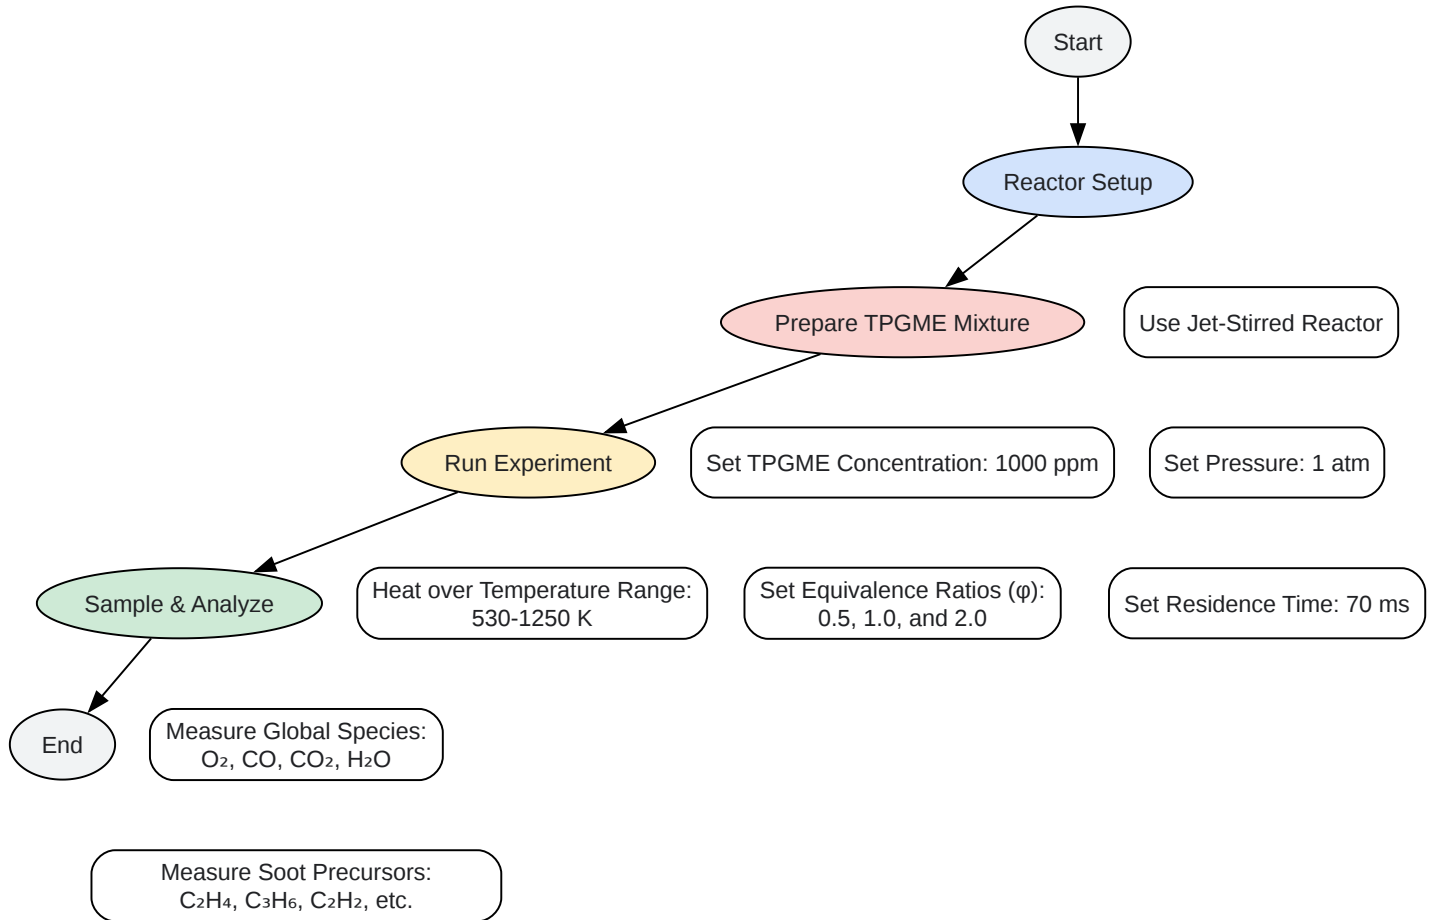 Start
Reactor Setup
Prepare TPGME Mixture
Use Jet-Stirred Reactor
Run Experiment
Set TPGME Concentration: 1000 ppm
Set Pressure: 1 atm
Sample & Analyze
Heat over Temperature Range:
530-1250 K
Set Equivalence Ratios (φ):
0.5, 1.0, and 2.0
Set Residence Time: 70 ms
End
Measure Global Species:
O₂, CO, CO₂, H₂O
Measure Soot Precursors:
C₂H₄, C₃H₆, C₂H₂, etc.